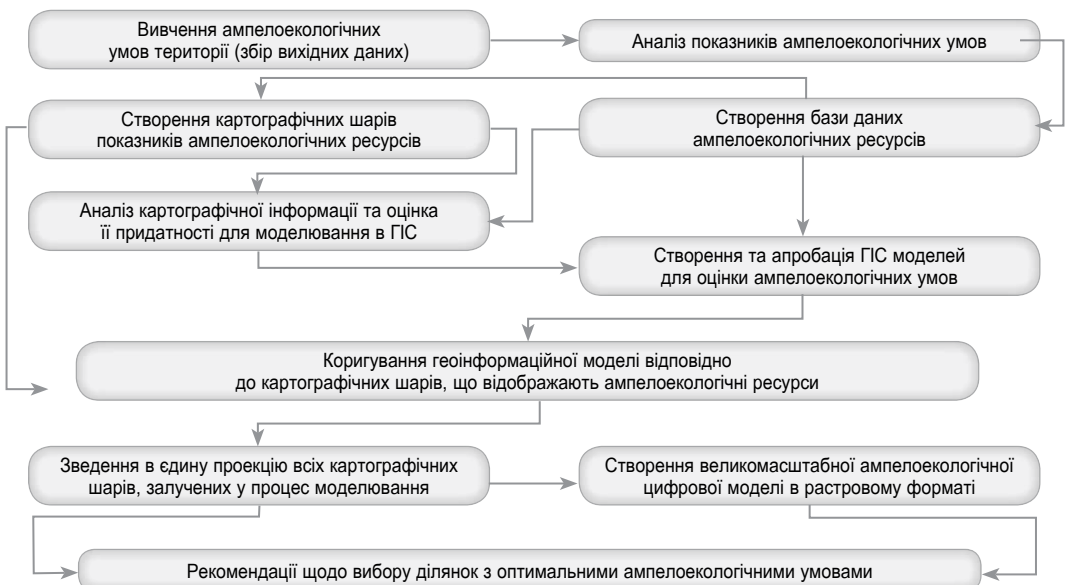 Вивчення ампелоекологічних
умов території (збір вихідних даних)
Аналіз показників ампелоекологічних умов
Створення картографічних шарів
показників ампелоекологічних ресурсів
Створення бази даних
ампелоекологічних ресурсів
Аналіз картографічної інформації та оцінка
її придатності для моделювання в ГІС
Створення та апробація ГІС моделей
для оцінки ампелоекологічних умов
Коригування геоінформаційної моделі відповідно
до картографічних шарів, що відображають ампелоекологічні ресурси
Зведення в єдину проекцію всіх картографічних
шарів, залучених у процес моделювання
Створення великомасштабної ампелоекологічної
цифрової моделі в растровому форматі
Рекомендації щодо вибору ділянок з оптимальними ампелоекологічними умовами